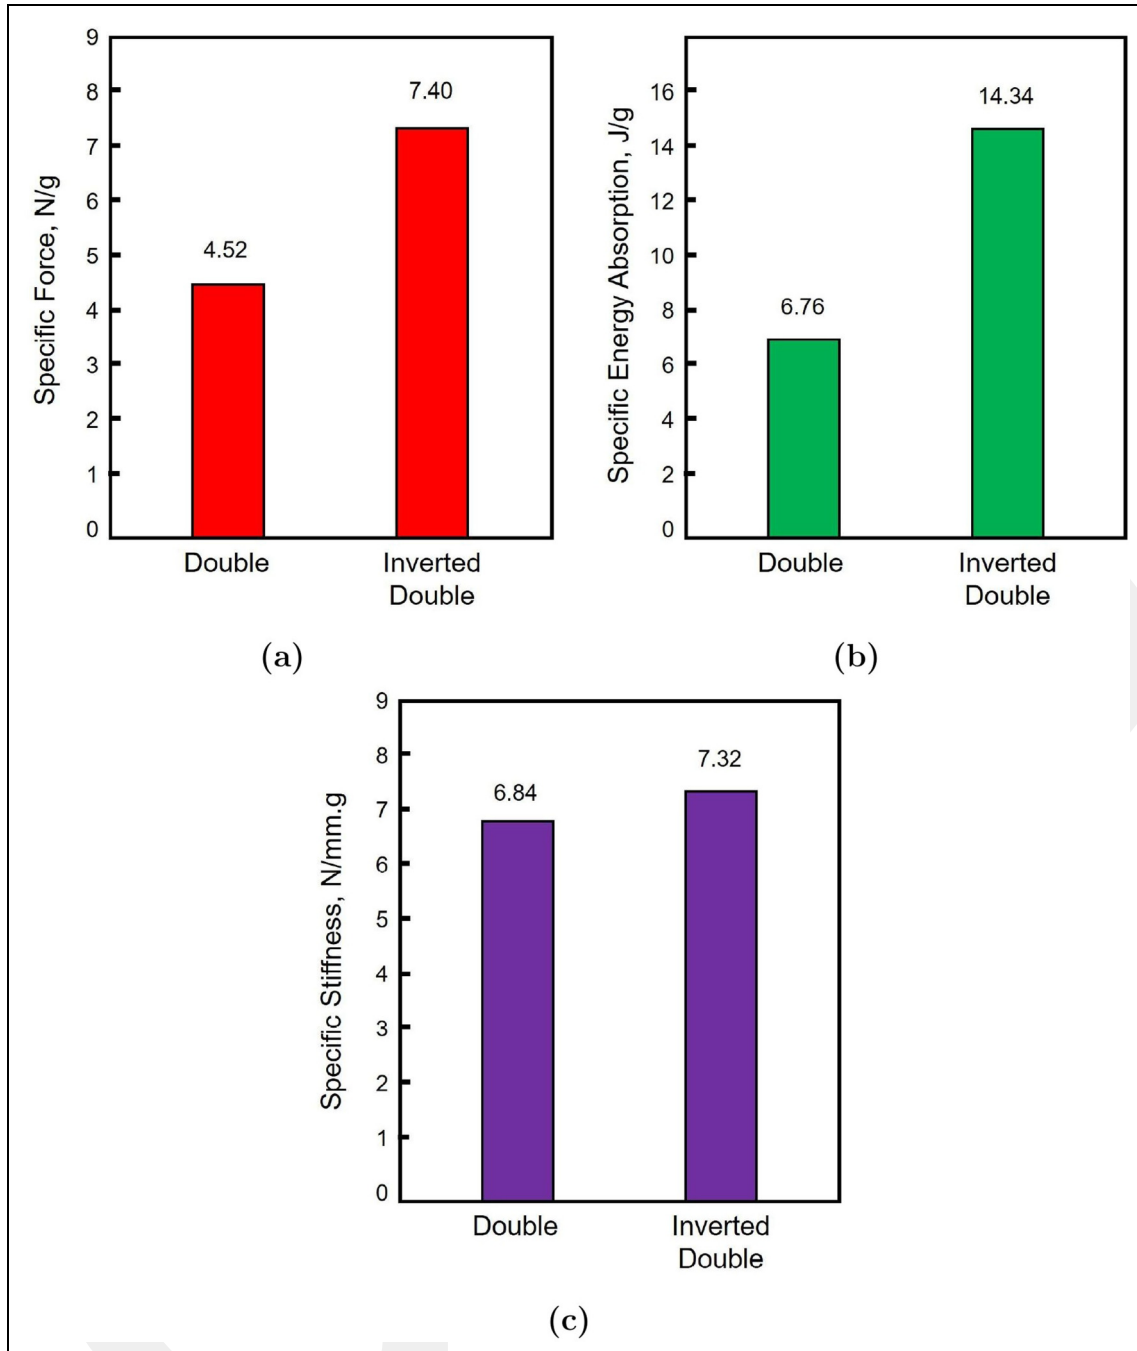 Specific Force, N/g
9
8
7
6
5
4
3
2
1
0
4.52
7.40
Double
Inverted
Double
(a)
Specific Energy Absorption, J/g
16
14
12
10
8
6
4
2
0
6.76
14.34
Double
Inverted
Double
(b)
Specific Stiffness, N/mm.g
9
8
7
6
5
4
3
2
1
0
6.84
7.32
Double
Inverted
Double
(c)